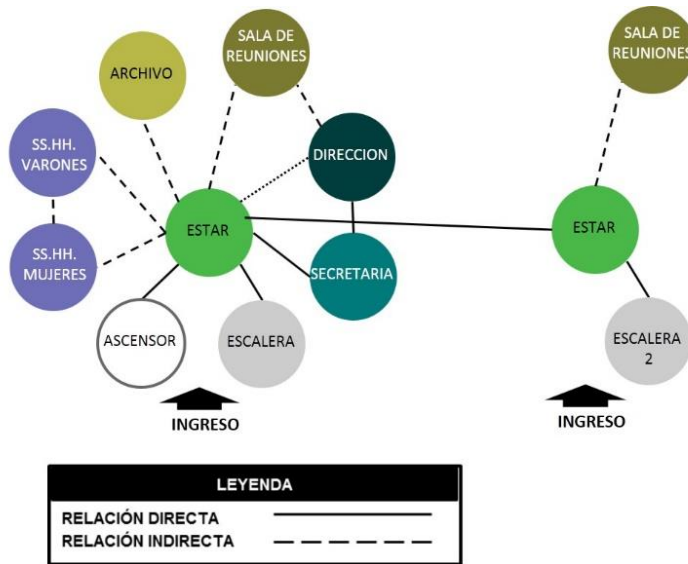 SALA DE
REUNIONES
ARCHIVO
SS.HH.
VARONES
DIRECCION
ESTAR
SS.HH.
MUJERES
SECRETARIA
ASCENSOR
ESCALERA
INGRESO
SALA DE
REUNIONES
ESTAR
ESCALERA
2
INGRESO
LEYENDA
RELACIÓN DIRECTA
RELACIÓN INDIRECTA